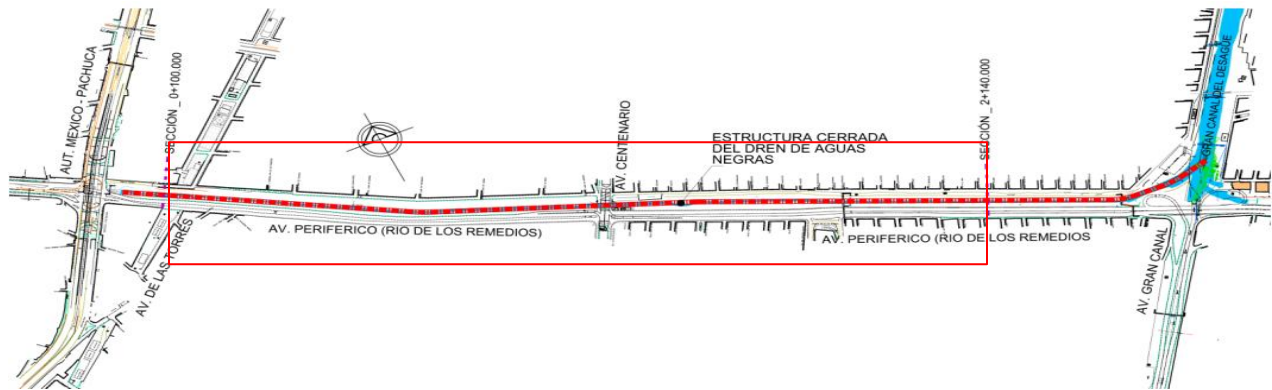 AUT. MEXICO - PACHUCA
SECCIÓN _ 0+100.000
AV. DE LAS TORRES
AV. PERIFERICO (RIO DE LOS REMEDIOS)
AV. CENTENARIO
ESTRUCTURA CERRADA
DEL DREN DE AGUAS
NEGRAS
AV. PERIFERICO (RIO DE LOS REMEDIOS
SECCIÓN _ 2+140.000
GRAN CANAL DEL DESAGÜE
AV. GRAN CANAL